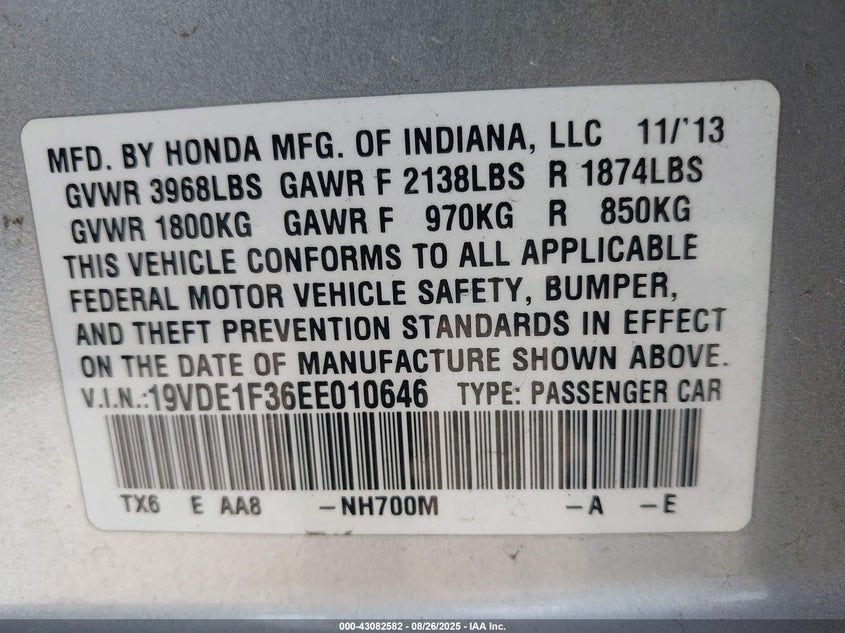 MFD. BY HONDA MFG. OF INDIANA, LLC 11/'13
GVWR 3968LBS GAWR F 2138LBS R 1874LBS
GVWR 1800KG GAWR F 970KG R 850KG
THIS VEHICLE CONFORMS TO ALL APPLICABLE
FEDERAL MOTOR VEHICLE SAFETY, BUMPER,
AND THEFT PREVENTION STANDARDS IN EFFECT
ON THE DATE OF MANUFACTURE SHOWN ABOVE.
V.I.N.:19VDE1F36EE010646 TYPE: PASSENGER CAR
TX6 E AA8 -NH700M -A -E
000-43082582 - 08/26/2025 - IAA Inc.